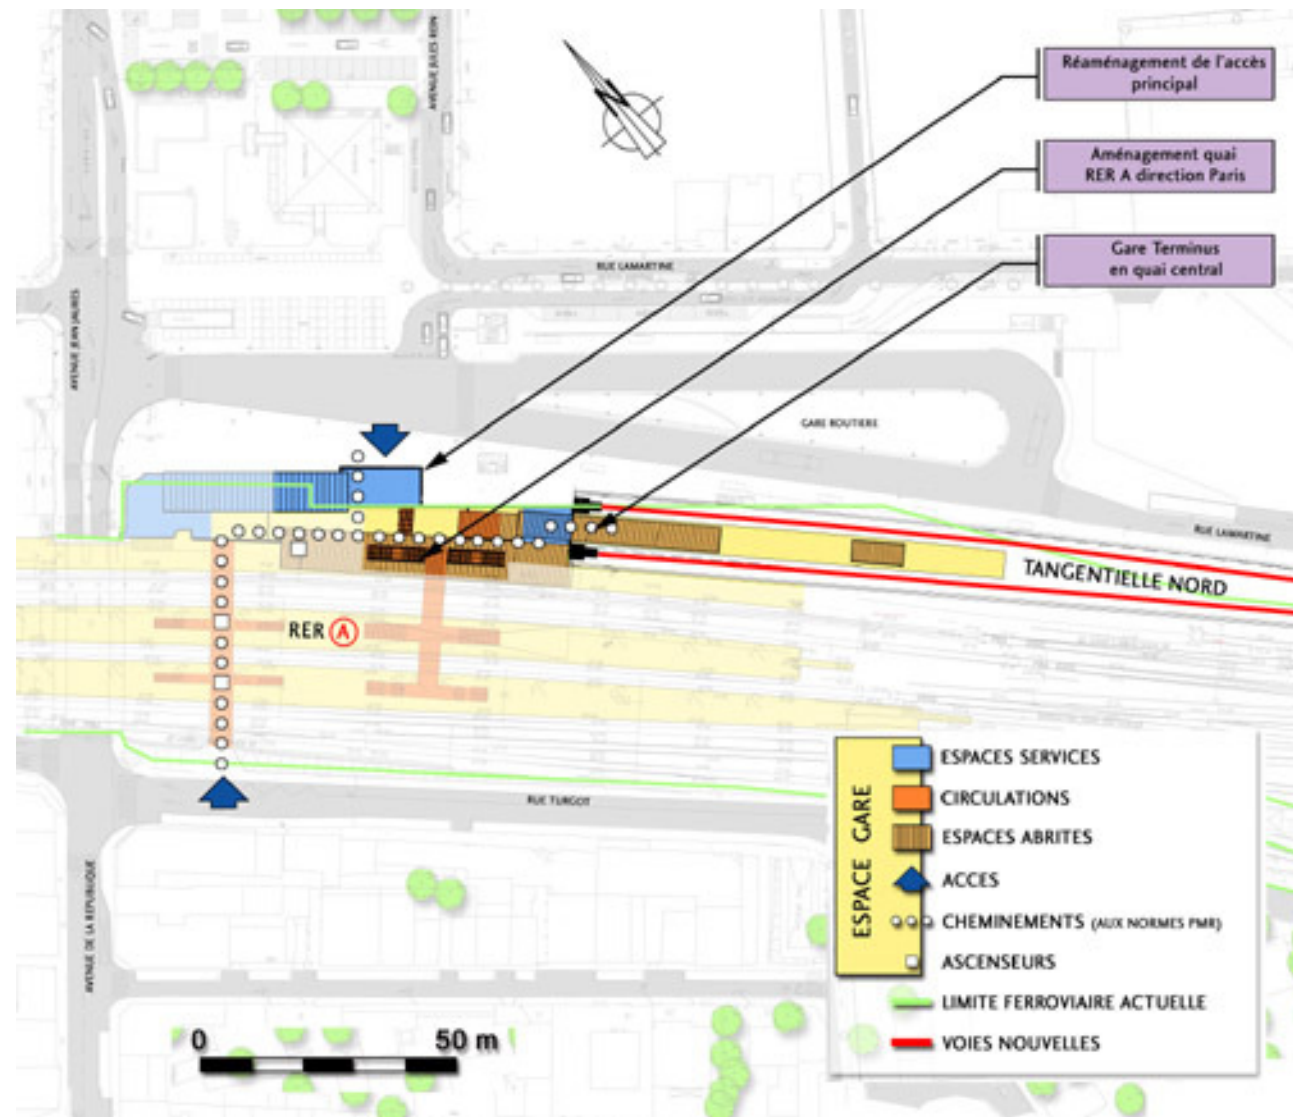 AVENUE JULES REIN
N
Réaménagement de l'accès
principal
Aménagement quai
RER A direction Paris
Gare Terminus
en quai central
RUE LAMARTINE
AVENUE JEAN JAURES
GARE ROUTIERE
RUE LAMARTINE
TANGENTIELLE NORD
RER A
RUE TURGOT
AVENUE DE LA REPUBLIQUE
ESPACE GARE
ESPACES SERVICES
CIRCULATIONS
ESPACES ABRITES
ACCES
CHEMINEMENTS (AUX NORMES PMR)
ASCENSEURS
LIMITE FERROVIAIRE ACTUELLE
VOIES NOUVELLES
0 50 m